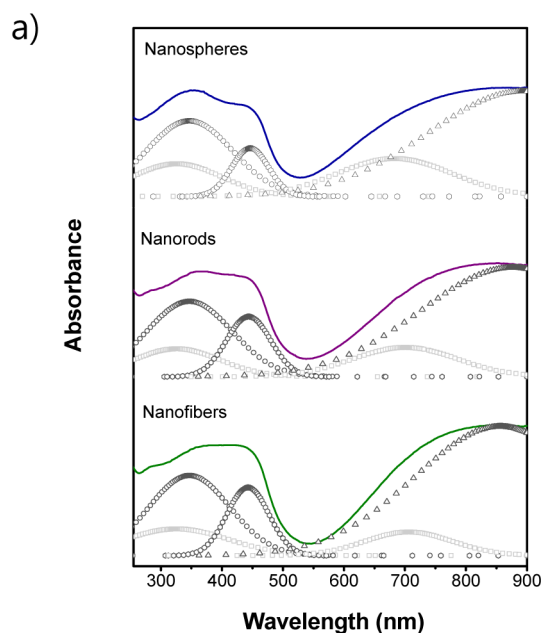 a)
Nanospheres
Nanorods
Nanofibers
Absorbance
300 400 500 600 700 800 900
Wavelength (nm)